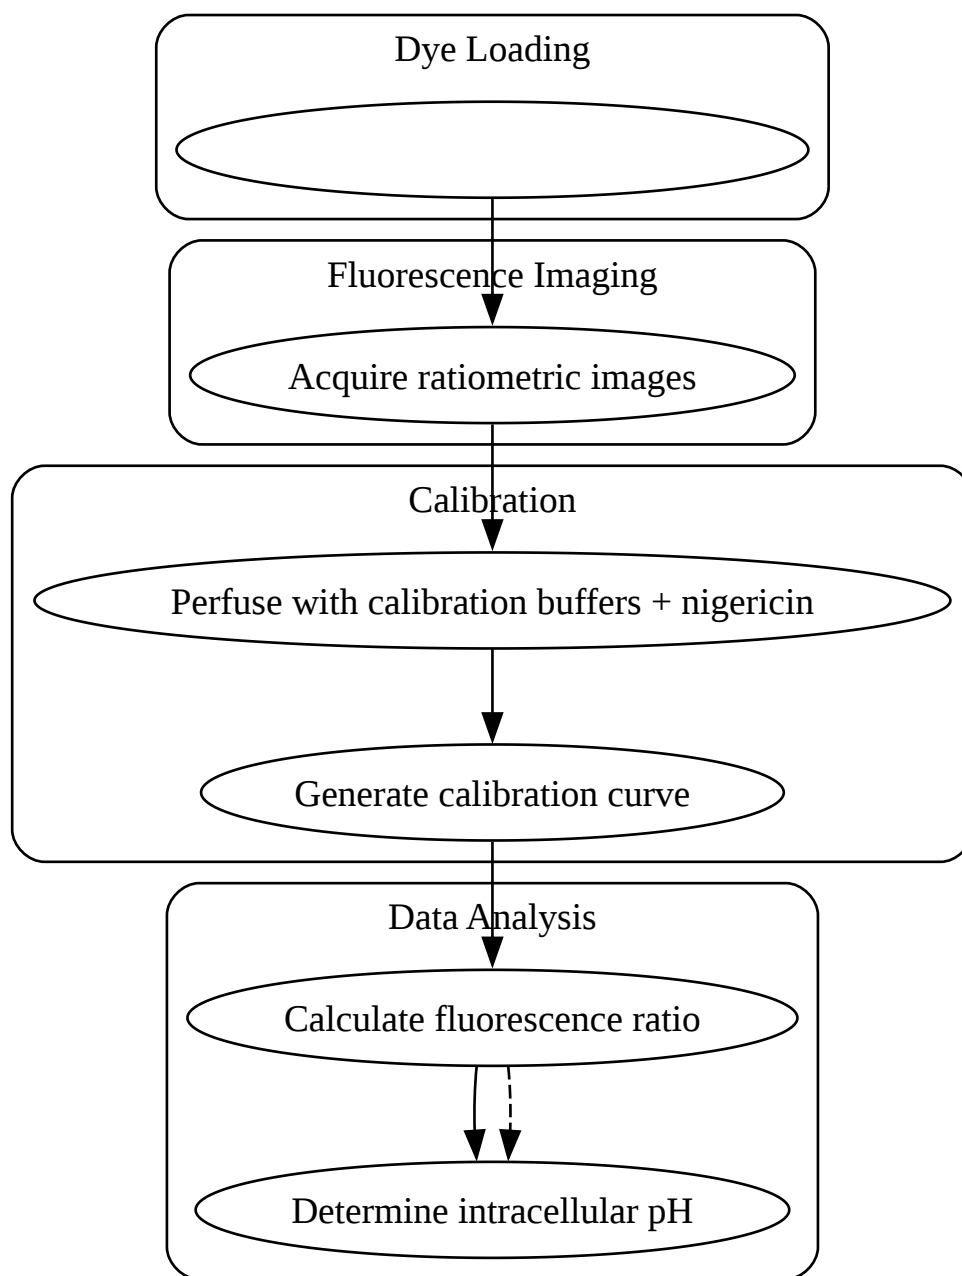 Dye Loading
Fluorescence Imaging
Acquire ratiometric images
Calibration
Perfuse with calibration buffers + nigericin
Generate calibration curve
Data Analysis
Calculate fluorescence ratio
Determine intracellular pH